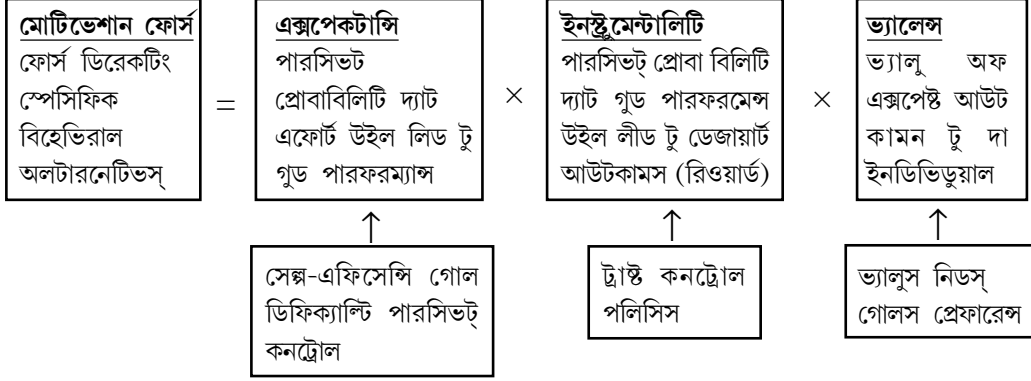 মোটিভেশান ফোর্স
ফোর্স ডিরেকটিং
স্পেসিফিক
বিহেভিরাল
অলটারনেটিভস্
=
এক্সপেকটান্সি
পারসিভট
প্রোবাবিলিটি দ্যাট
এফোর্ট উইল লিড টু
গুড পারফরম্যান্স
×
ইনস্ট্রুমেন্টালিটি
পারসিভট্ প্রোবা বিলিটি
দ্যাট গুড পারফরমেন্স
উইল লীড টু ডেজায়ার্ট
আউটকামস (রিওয়ার্ড)
×
ভ্যালেন্স
ভ্যালু অফ
এক্সপেষ্ট আউট
কামন টু দা
ইনডিভিডুয়াল
↑
↑
↑
সেল্প-এফিসেন্সি গোল
ডিফিক্যাল্টি পারসিভট্
কনট্রোল
ট্রাষ্ট কনট্রোল
পলিসিস
ভ্যালুস নিডস্
গোলস প্রেফারেন্স